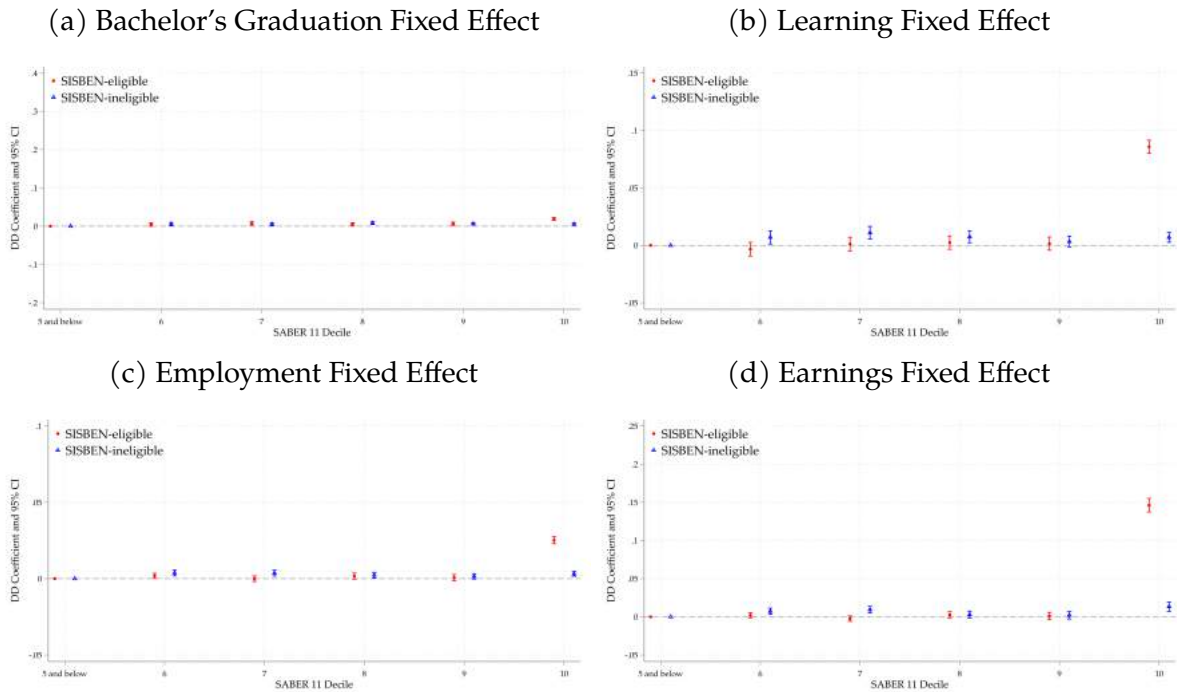 (a) Bachelor’s Graduation Fixed Effect
(b) Learning Fixed Effect
SISBEN-eligible
SISBEN-ineligible
DD Coefficient and 95% CI
.4
.3
.2
.1
0
-.1
-.2
5 and below
6
7
8
9
10
SABER 11 Decile
SISBEN-eligible
SISBEN-ineligible
DD Coefficient and 95% CI
.15
.1
.05
0
-.05
5 and below
6
7
8
9
10
SABER 11 Decile
(c) Employment Fixed Effect
(d) Earnings Fixed Effect
SISBEN-eligible
SISBEN-ineligible
DD Coefficient and 95% CI
.1
.05
0
-.05
5 and below
6
7
8
9
10
SABER 11 Decile
SISBEN-eligible
SISBEN-ineligible
DD Coefficient and 95% CI
.25
.2
.15
.1
.05
0
-.05
5 and below
6
7
8
9
10
SABER 11 Decile